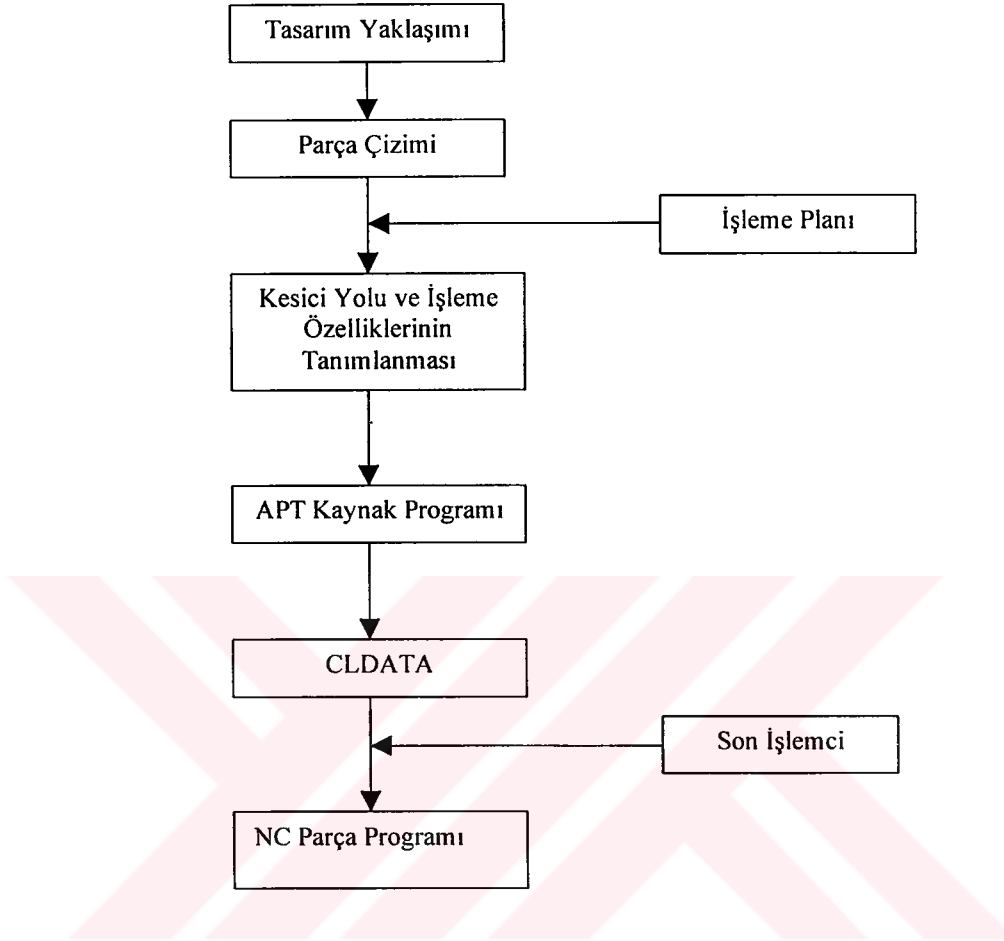 Tasarım Yaklaşımı
Parça Çizimi
İşleme Planı
Kesici Yolu ve İşleme
Özelliklerinin
Tanımlanması
APT Kaynak Programı
CLDATA
Son İşlemci
NC Parça Programı